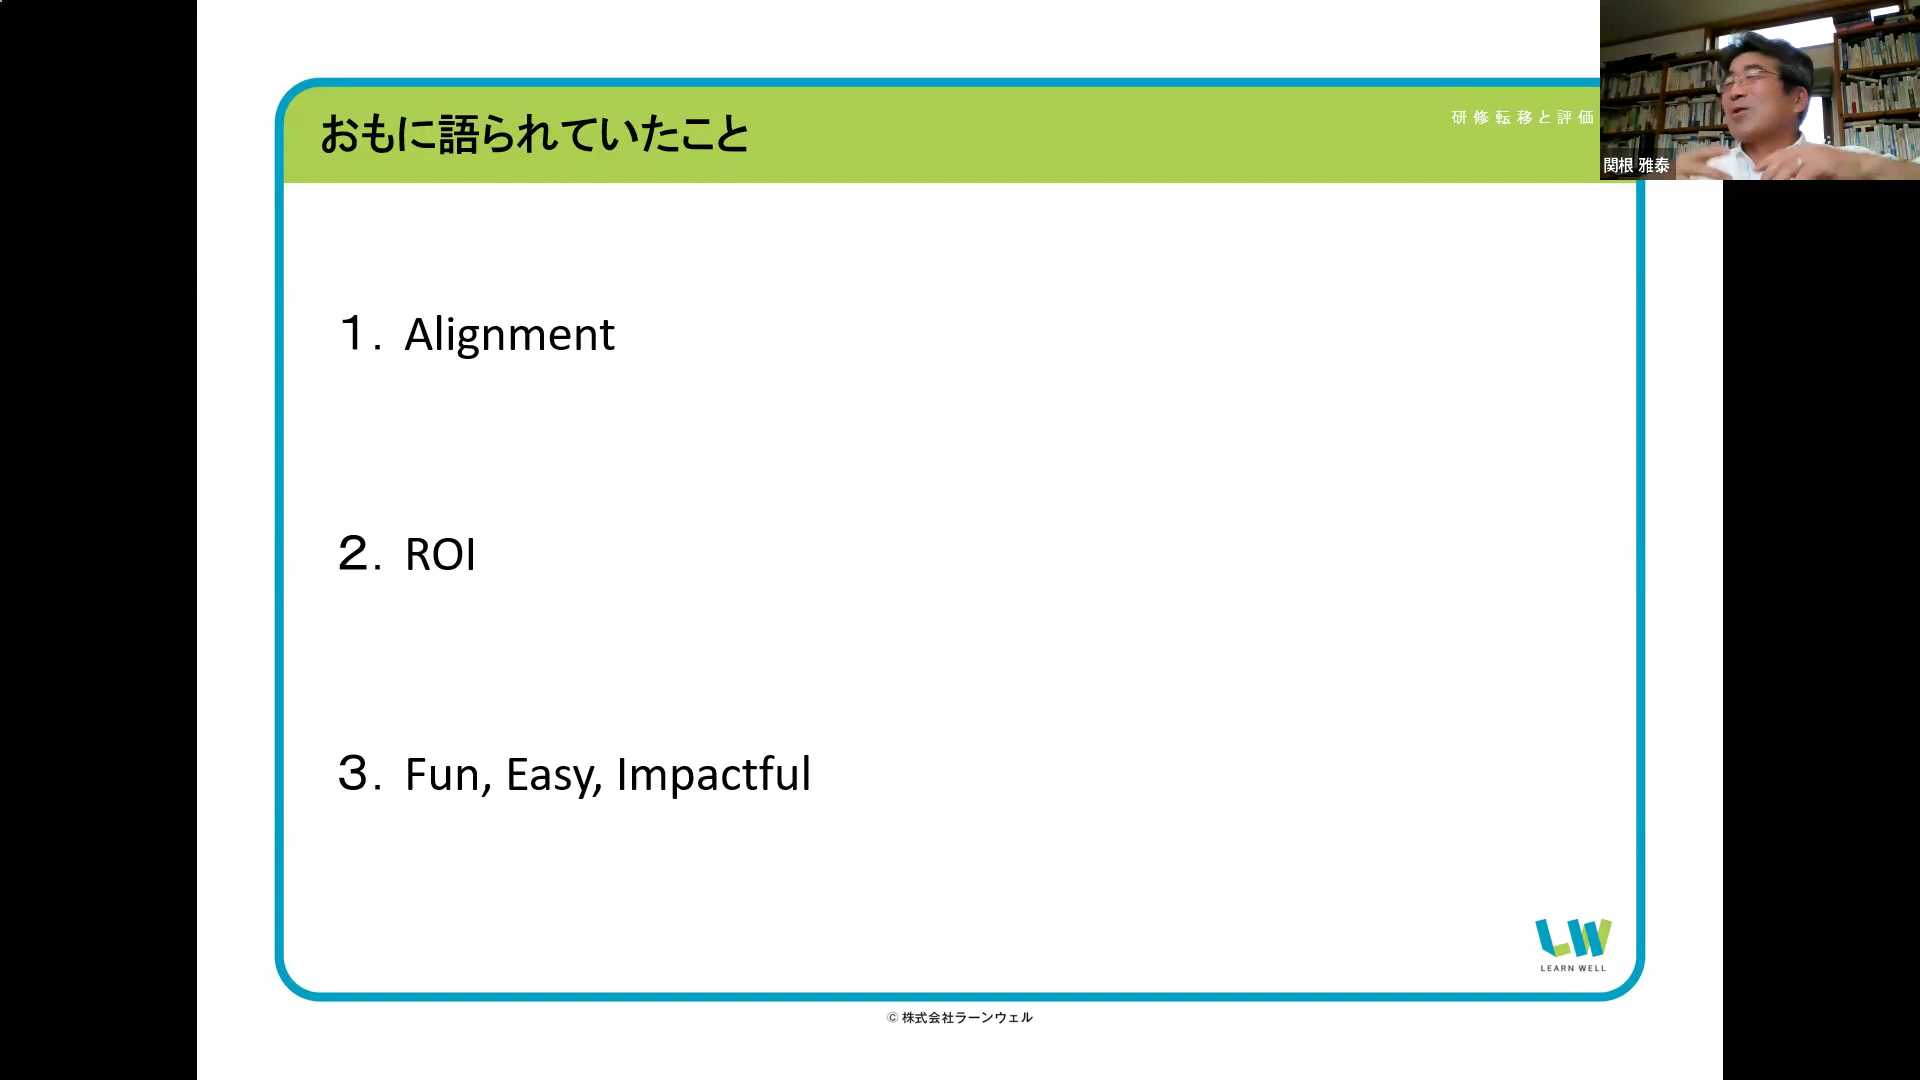 おもに語られていたこと
研修転移と評価
関根 雅泰
１．Alignment
２．ROI
３．Fun, Easy, Impactful
LW
LEARN WELL
© 株式会社ラーンウェル